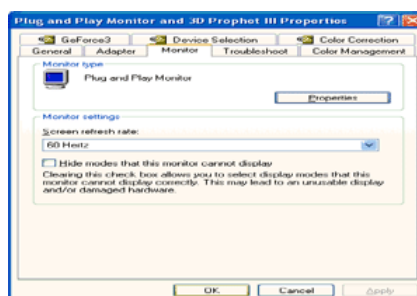 Plug and Play Monitor and 3D Prophet III Properties
GeForce3 Device Selection Color Correction
General Adapter Monitor Troubleshoot Color Management
Monitor type
Plug and Play Monitor
Properties
Monitor settings
Screen refresh rate:
60 Hertz
Hide modes that this monitor cannot display
Clearing this check box allows you to select display modes that this
monitor cannot display correctly. This may lead to an unusable display
and/or damaged hardware.
OK Cancel Apply